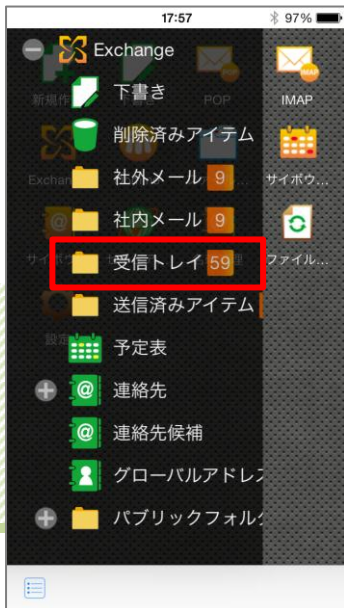 17:57
97%
Exchange
下書き
POP
IMAP
削除済みアイテム
社外メール 9
サイボウ...
社内メール 9
受信トレイ 59
ファイル...
送信済みアイテム
予定表
連絡先
連絡先候補
グローバルアドレス
パブリックフォル